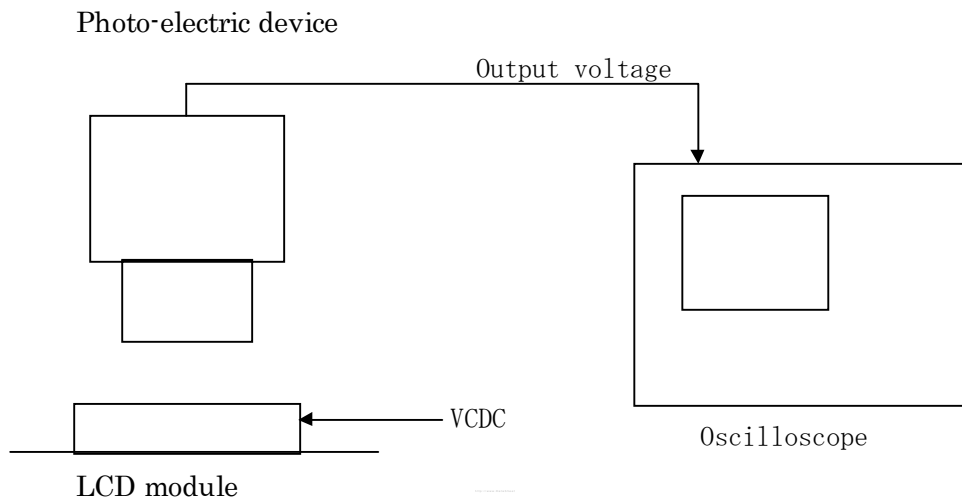 Photo-electric device
Output voltage
VCDC
Oscilloscope
LCD module